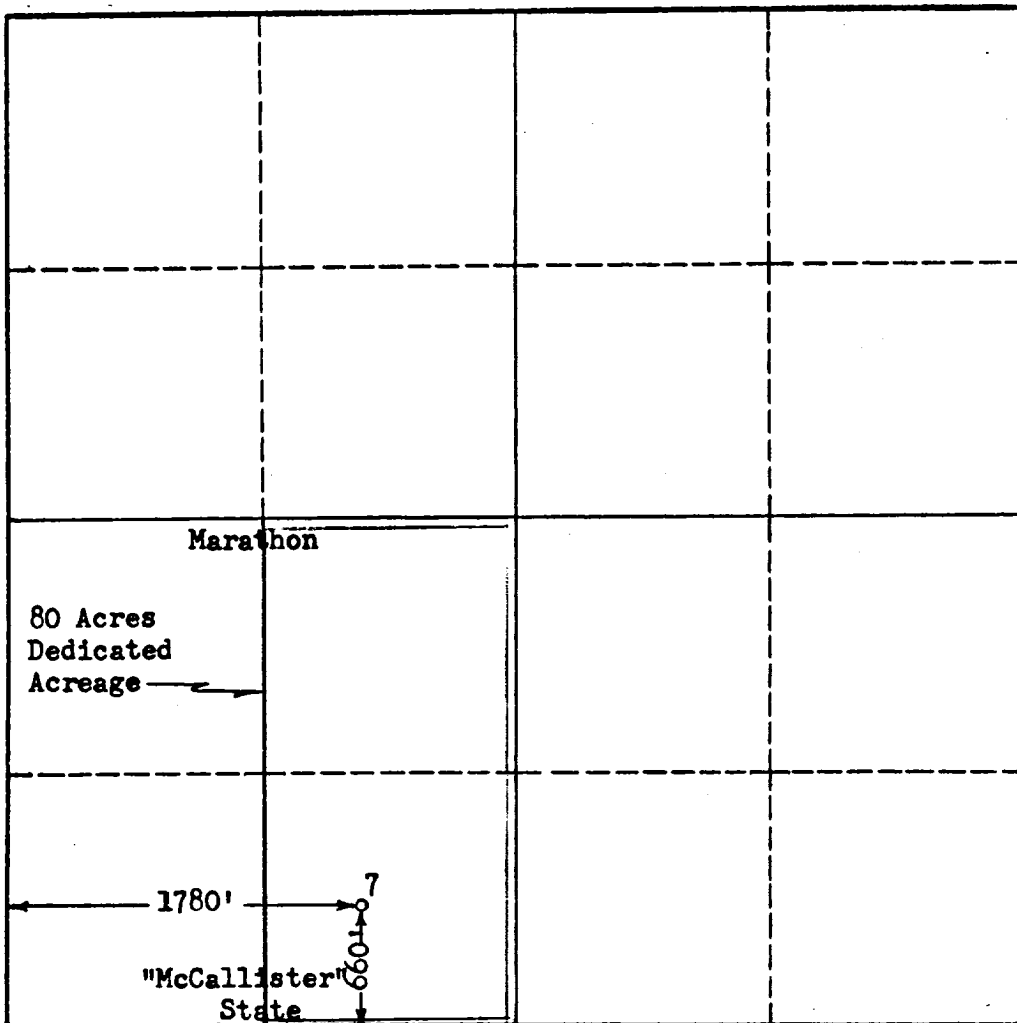 Marathon
80 Acres
Dedicated
Acreage
7
1780'
660'
"McCallister"
State